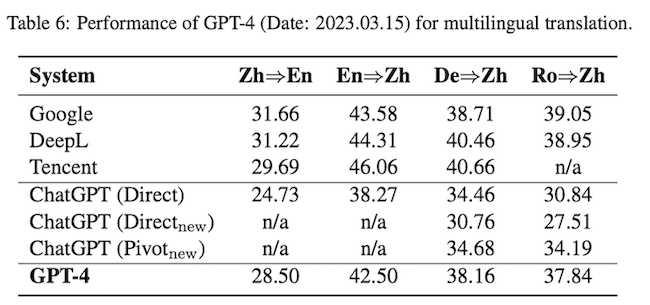 Table 6: Performance of GPT-4 (Date: 2023.03.15) for multilingual translation.
System Zh⇒En En⇒Zh De⇒Zh Ro⇒Zh
Google 31.66 43.58 38.71 39.05
DeepL 31.22 44.31 40.46 38.95
Tencent 29.69 46.06 40.66 n/a
ChatGPT (Direct) 24.73 38.27 34.46 30.84
ChatGPT (Directnew) n/a n/a 30.76 27.51
ChatGPT (Pivotnew) n/a n/a 34.68 34.19
GPT-4 28.50 42.50 38.16 37.84